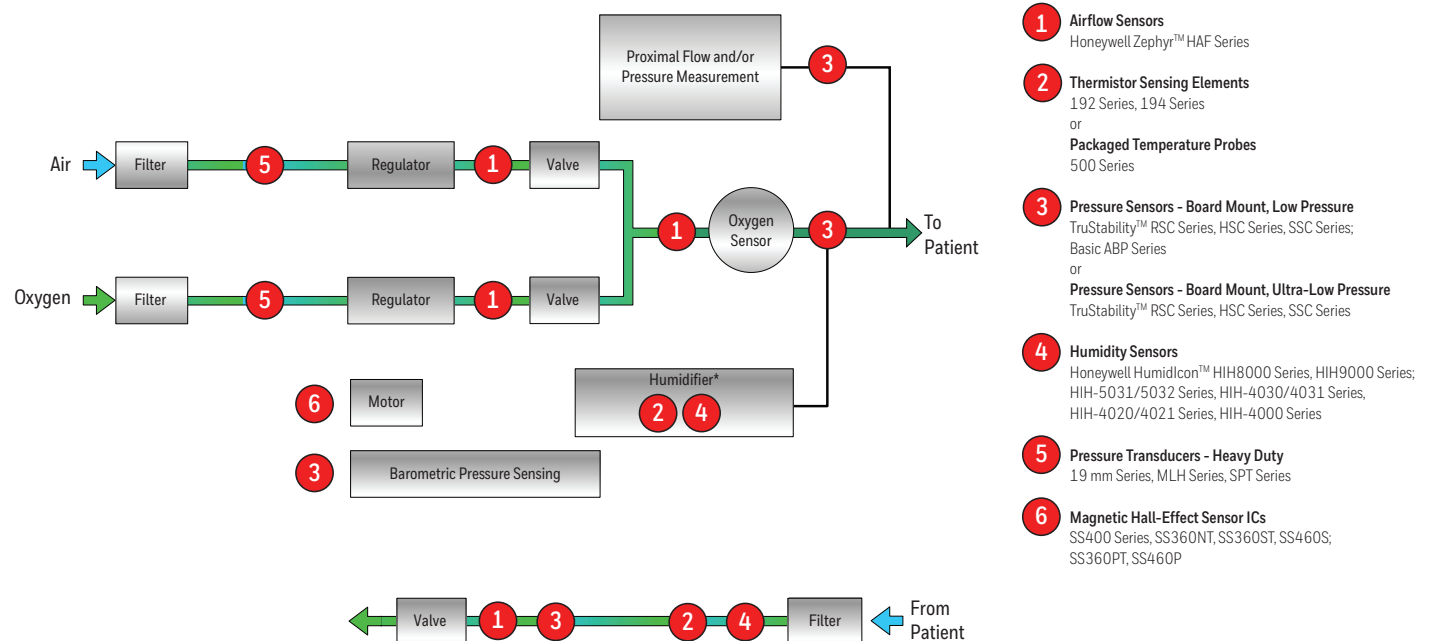 Proximal Flow and/or
Pressure Measurement
3
Air
Filter
5
Regulator
1
Valve
1
Oxygen
Sensor
3
To
Patient
Oxygen
Filter
5
Regulator
1
Valve
6
Motor
Humidifier*
2
4
3
Barometric Pressure Sensing
Valve
1
3
2
4
Filter
From
Patient
1
Airflow Sensors
Honeywell Zephyr™ HAF Series
2
Thermistor Sensing Elements
192 Series, 194 Series
or
Packaged Temperature Probes
500 Series
3
Pressure Sensors - Board Mount, Low Pressure
TruStability™ RSC Series, HSC Series, SSC Series;
Basic ABP Series
or
Pressure Sensors - Board Mount, Ultra-Low Pressure
TruStability™ RSC Series, HSC Series, SSC Series
4
Humidity Sensors
Honeywell HumidIcon™ HIH8000 Series, HIH9000 Series;
HIH-5031/5032 Series, HIH-4030/4031 Series,
HIH-4020/4021 Series, HIH-4000 Series
5
Pressure Transducers - Heavy Duty
19 mm Series, MLH Series, SPT Series
6
Magnetic Hall-Effect Sensor ICs
SS400 Series, SS360NT, SS360ST, SS460S;
SS360PT, SS460P